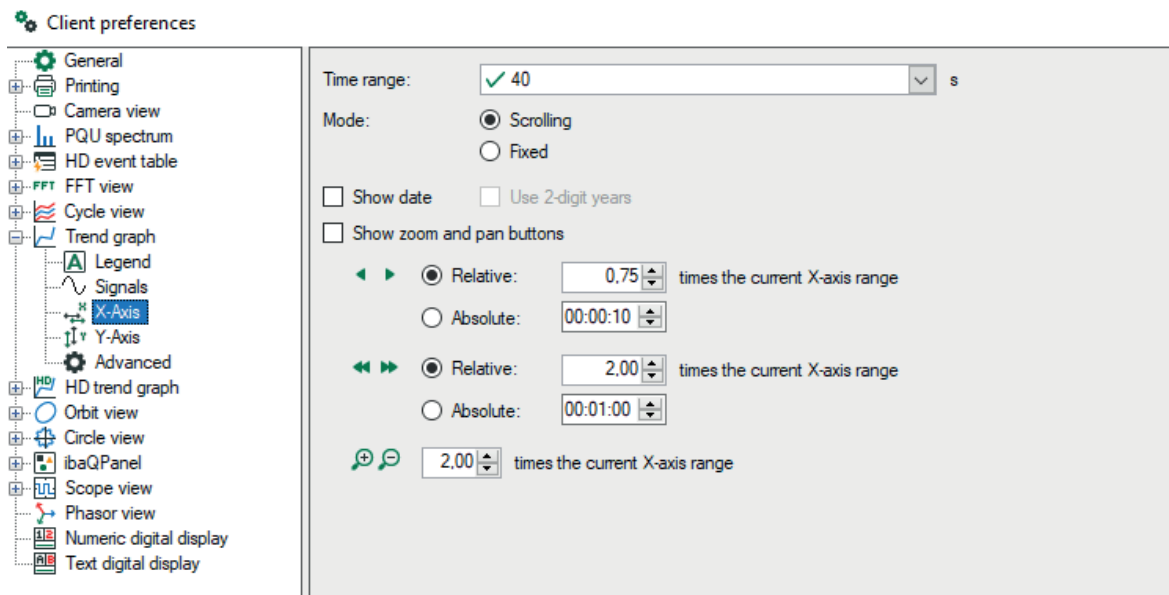 Client preferences
General
Printing
Camera view
PQU spectrum
HD event table
FFT FFT view
Cycle view
Trend graph
A Legend
Signals
X X-Axis
Y Y-Axis
Advanced
HD HD trend graph
Orbit view
Circle view
ibaQPanel
Scope view
Phasor view
12 Numeric digital display
AB Text digital display
Time range: 40 s
Mode: Scrolling
Fixed
Show date Use 2-digit years
Show zoom and pan buttons
Relative: 0,75 times the current X-axis range
Absolute: 00:00:10
Relative: 2,00 times the current X-axis range
Absolute: 00:01:00
2,00 times the current X-axis range